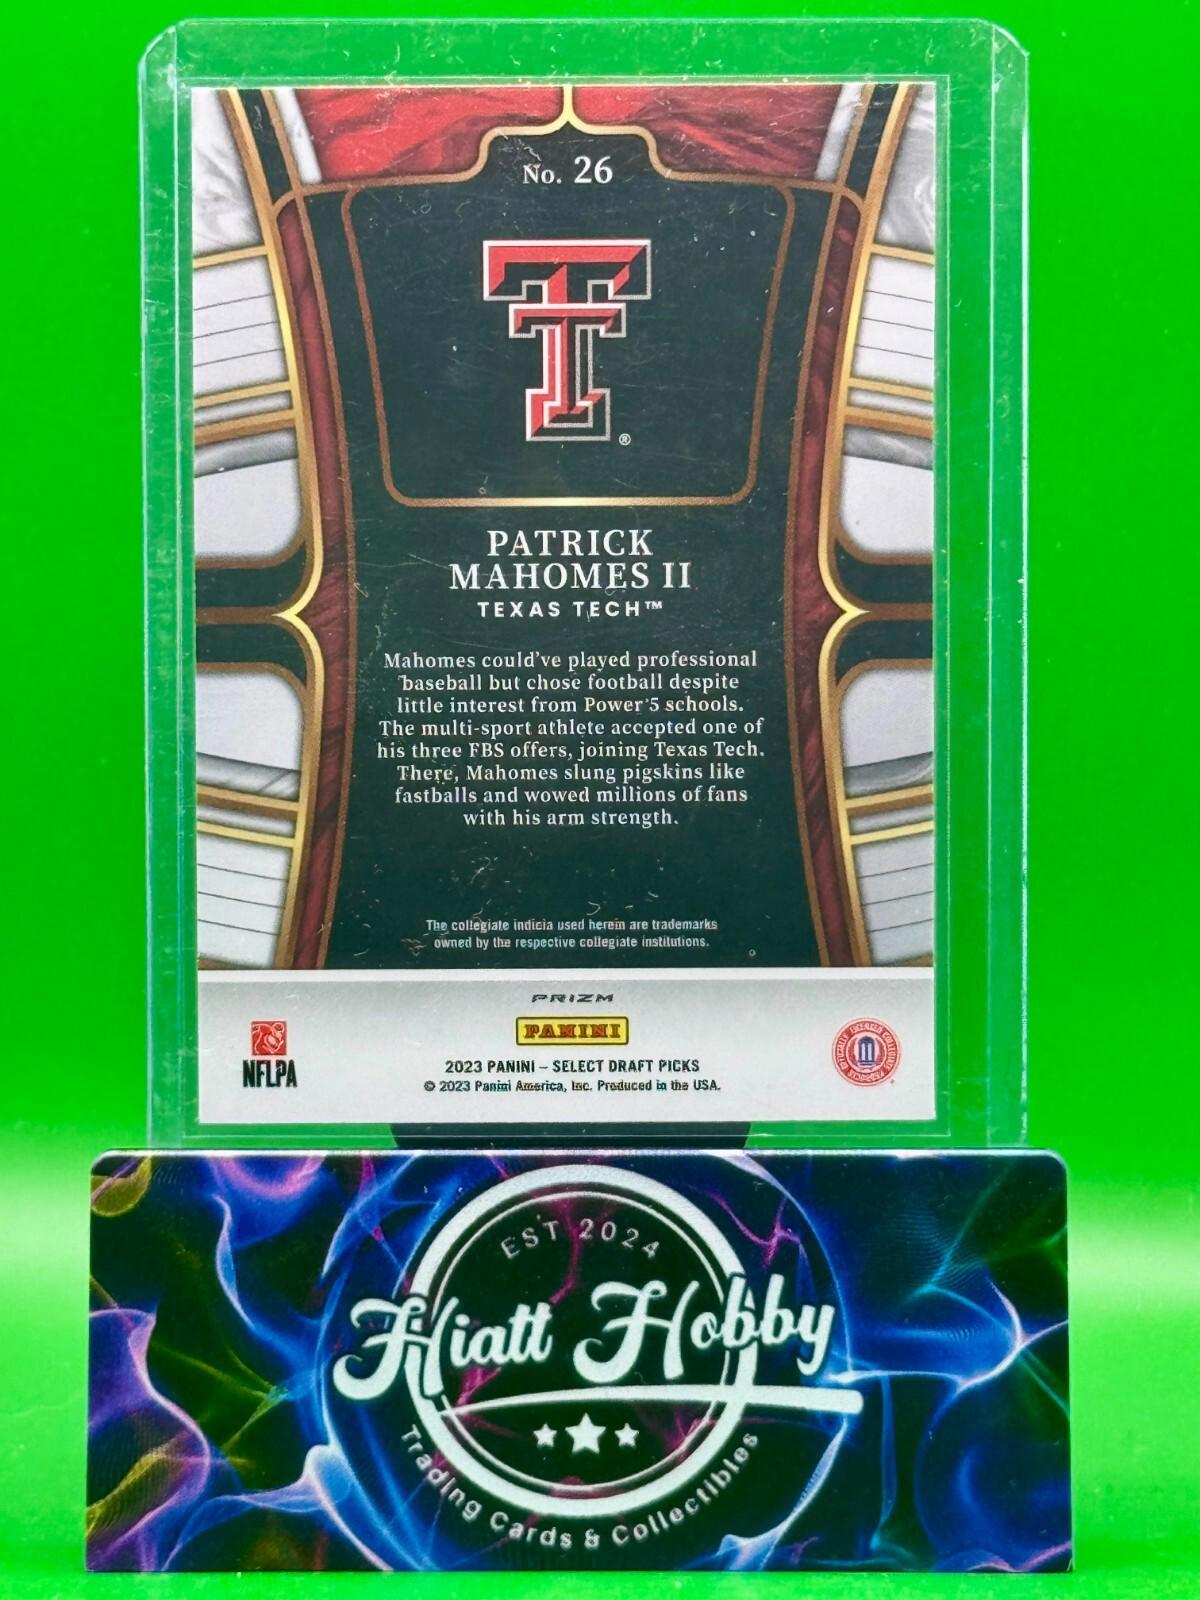 No. 26
®
PATRICK
MAHOMES II
TEXAS TECH™
Mahomes could've played professional
baseball but chose football despite
little interest from Power 5 schools.
The multi-sport athlete accepted one of
his three FBS offers, joining Texas Tech.
There, Mahomes slung pigskins like
fastballs and wowed millions of fans
with his arm strength.
The collegiate indicia used herein are trademarks
owned by the respective collegiate institutions.
PRIZM
PANINI
NFLPA
2023 PANINI – SELECT DRAFT PICKS
© 2023 Panini America, Inc. Produced in the USA.
OFFICIALLY LICENSED COLLEGIATE PRODUCTS
EST 2024
Hiatt Hobby
Trading Cards & Collectibles